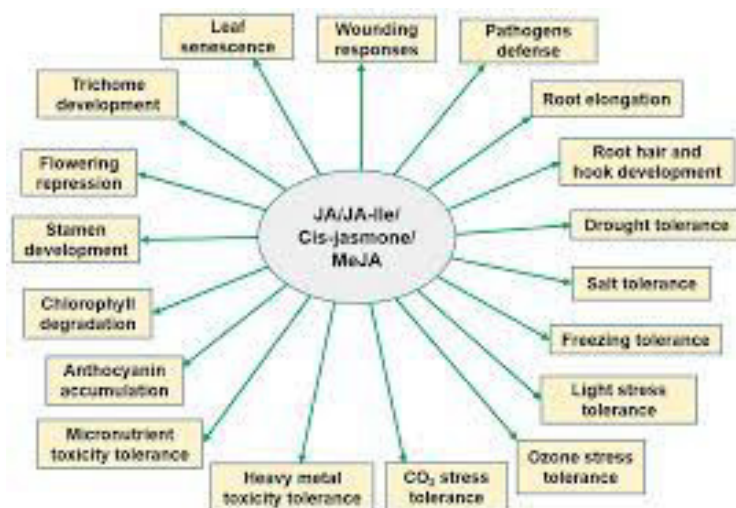 Leaf
senescence
Wounding
responses
Pathogens
defense
Trichome
development
Root elongation
Flowering
repression
Root hair and
hook development
JA/JA-Ile/
Cis-jasmone/
MeJA
Stamen
development
Drought tolerance
Salt tolerance
Chlorophyll
degradation
Freezing tolerance
Anthocyanin
accumulation
Light stress
tolerance
Micronutrient
toxicity tolerance
Ozone stress
tolerance
Heavy metal
toxicity tolerance
CO₂ stress
tolerance